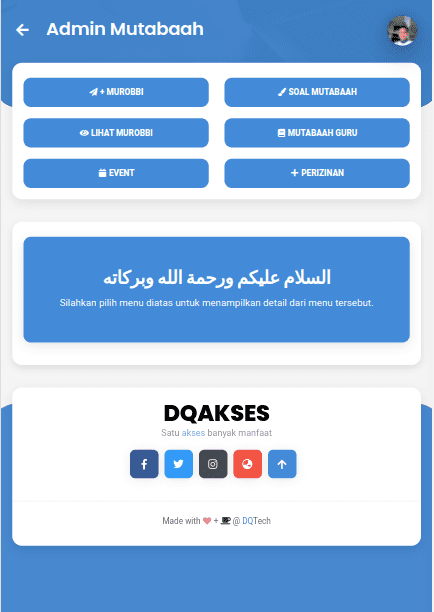 Admin Mutabaah
+ MUROBBI
SOAL MUTABAAH
LIHAT MUROBBI
MUTABAAH GURU
EVENT
PERIZINAN
السلام عليكم ورحمة الله وبركاته
Silahkan pilih menu diatas untuk menampilkan detail dari menu tersebut.
DQAKSES
Satu akses banyak manfaat
Made with ❤ + ☕ @ DQTech